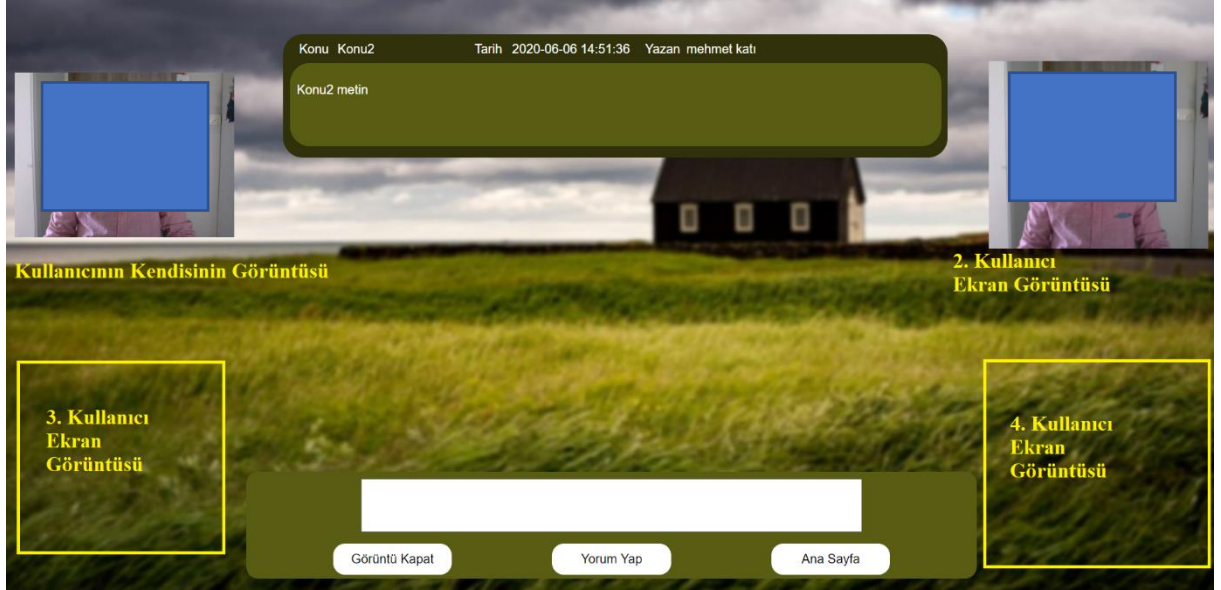 Konu Konu2 Tarih 2020-06-06 14:51:36 Yazan mehmet katı
Konu2 metin
Kullanıcının Kendisinin Görüntüsü
2. Kullanıcı
Ekran Görüntüsü
3. Kullanıcı
Ekran
Görüntüsü
4. Kullanıcı
Ekran
Görüntüsü
Görüntü Kapat Yorum Yap Ana Sayfa